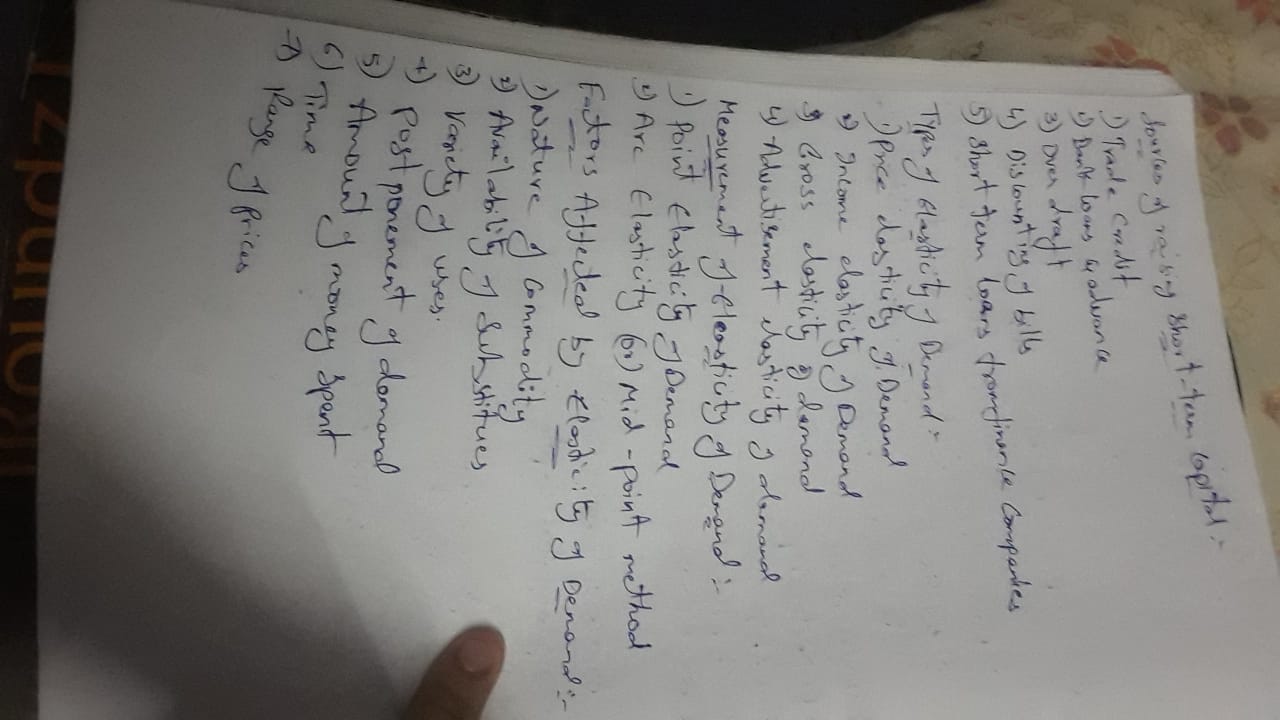 Sources of raising short-term capital:-
1) Trade Credit
2) Bank loans & advance
3) Over draft
4) Discounting of bills
5) Short term loans from finance Companies
Types of elasticity of Demand:-
1) Price elasticity of Demand
2) Income elasticity of Demand
3) Cross elasticity of demand
4) Advertisement elasticity of demand
Measurement of Elasticity of Demand:-
1) Point Elasticity of Demand
2) Arc Elasticity (or) Mid-point method
Factors Affected by Elasticity of Demand:-
1) Nature of Commodity
2) Availability of Substitues
3) Variety of uses.
4) Postponement of demand
5) Amount of money Spent
6) Time
7) Range of Prices